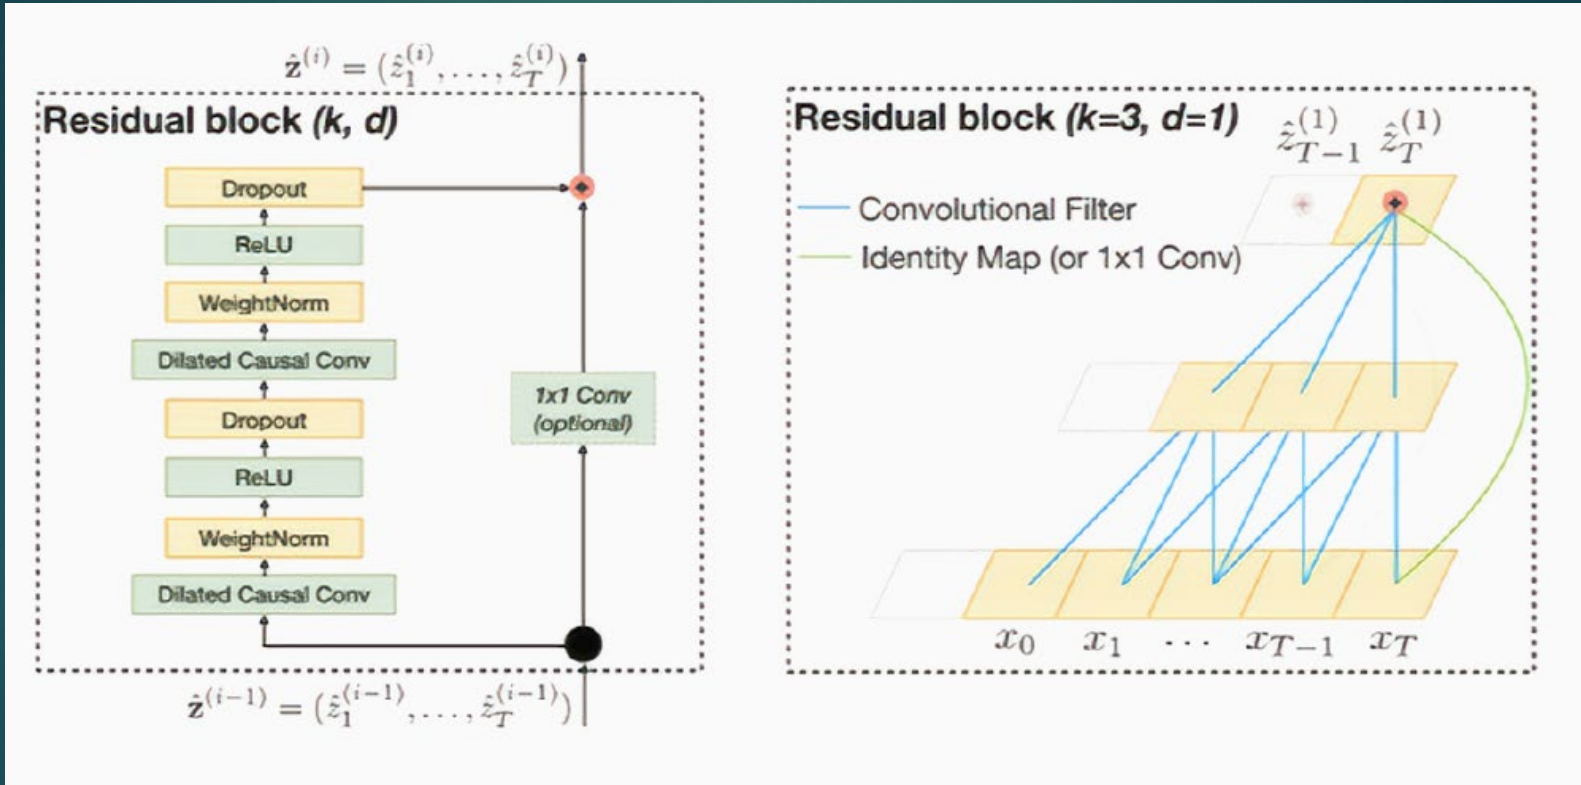 ẑ^(i) = (ẑ_1^(i), . . . , ẑ_T^(i))
Residual block (k, d)
Dropout
ReLU
WeightNorm
Dilated Causal Conv
Dropout
ReLU
WeightNorm
Dilated Causal Conv
1x1 Conv
(optional)
ẑ^(i−1) = (ẑ_1^(i−1), . . . , ẑ_T^(i−1))
Residual block (k=3, d=1)
ẑ_{T−1}^(1) ẑ_T^(1)
Convolutional Filter
Identity Map (or 1x1 Conv)
x_0 x_1 . . . x_{T−1} x_T